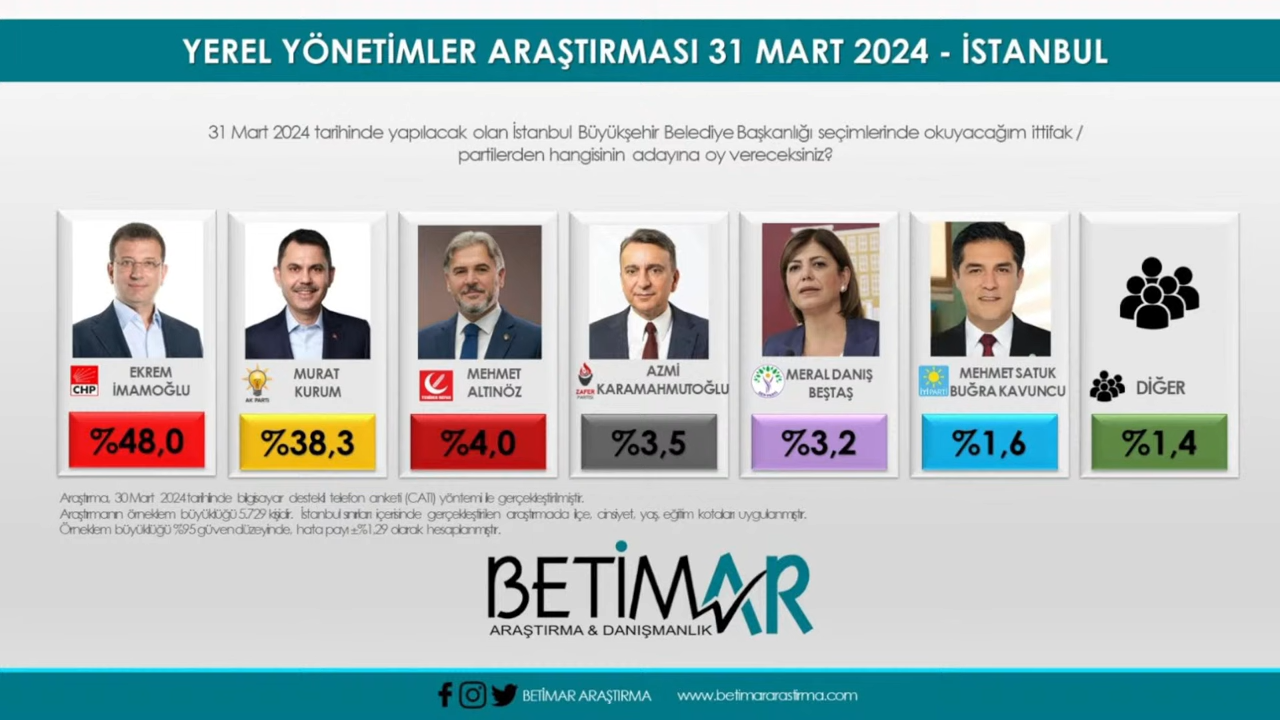 YEREL YÖNETİMLER ARAŞTIRMASI 31 MART 2024 - İSTANBUL
31 Mart 2024 tarihinde yapılacak olan İstanbul Büyükşehir Belediye Başkanlığı seçimlerinde okuyacağım ittifak /
partilerden hangisinin adayına oy vereceksiniz?
CHP
EKREM
İMAMOĞLU
%48,0
AK PARTİ
MURAT
KURUM
%38,3
YENİDEN REFAH
MEHMET
ALTINÖZ
%4,0
ZAFER
PARTİSİ
AZMİ
KARAMAHMUTOĞLU
%3,5
MERAL DANIŞ
BEŞTAŞ
%3,2
İYİ PARTİ
MEHMET SATUK
BUĞRA KAVUNCU
%1,6
DİĞER
%1,4
Araştırma, 30 Mart 2024 tarihinde bilgisayar destekli telefon anketi (CATI) yöntemi ile gerçekleştirilmiştir.
Araştırmanın örneklem büyüklüğü 5.729 kişidir. İstanbul sınırları içerisinde gerçekleştirilen araştırmada ilçe, cinsiyet, yaş, eğitim kotaları uygulanmıştır.
Örneklem büyüklüğü %95 güven düzeyinde, hata payı ±%1,29 olarak hesaplanmıştır.
BETİMAR
ARAŞTIRMA & DANIŞMANLIK
BETİMAR ARAŞTIRMA www.betimararastirma.com